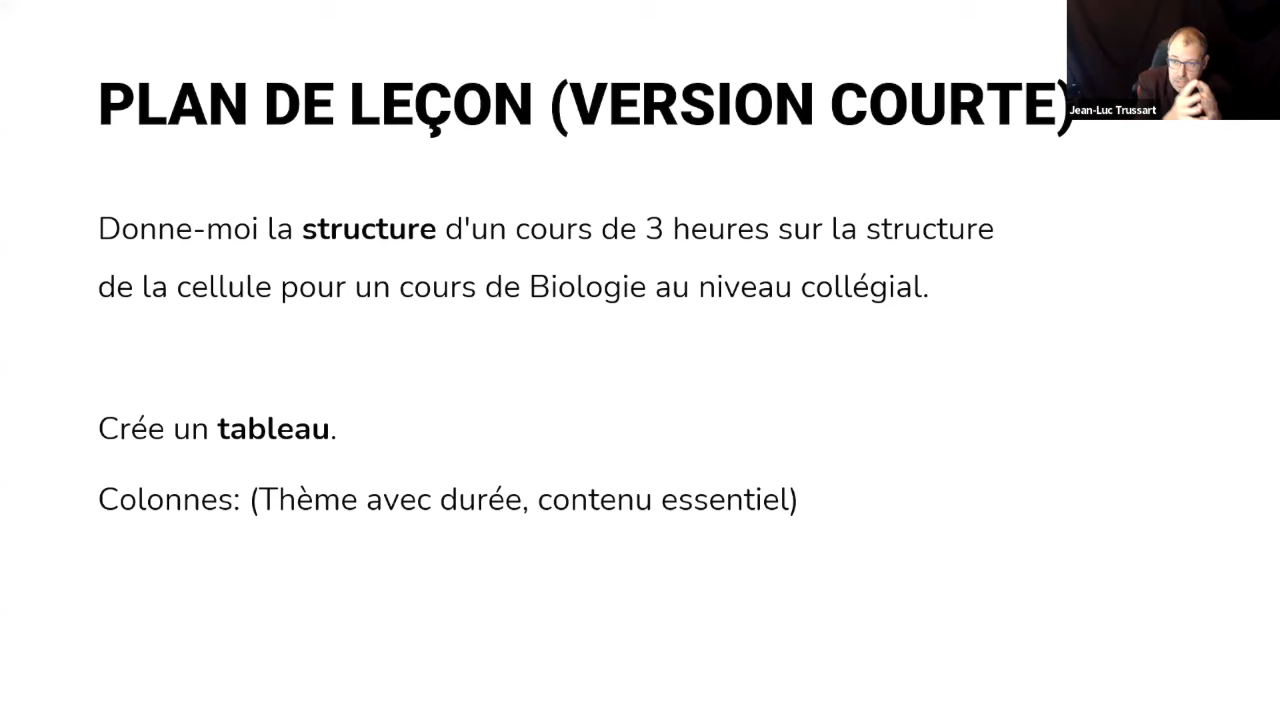 PLAN DE LEÇON (VERSION COURTE)
Jean-Luc Trussart
Donne-moi la structure d'un cours de 3 heures sur la structure
de la cellule pour un cours de Biologie au niveau collégial.
Crée un tableau.
Colonnes: (Thème avec durée, contenu essentiel)